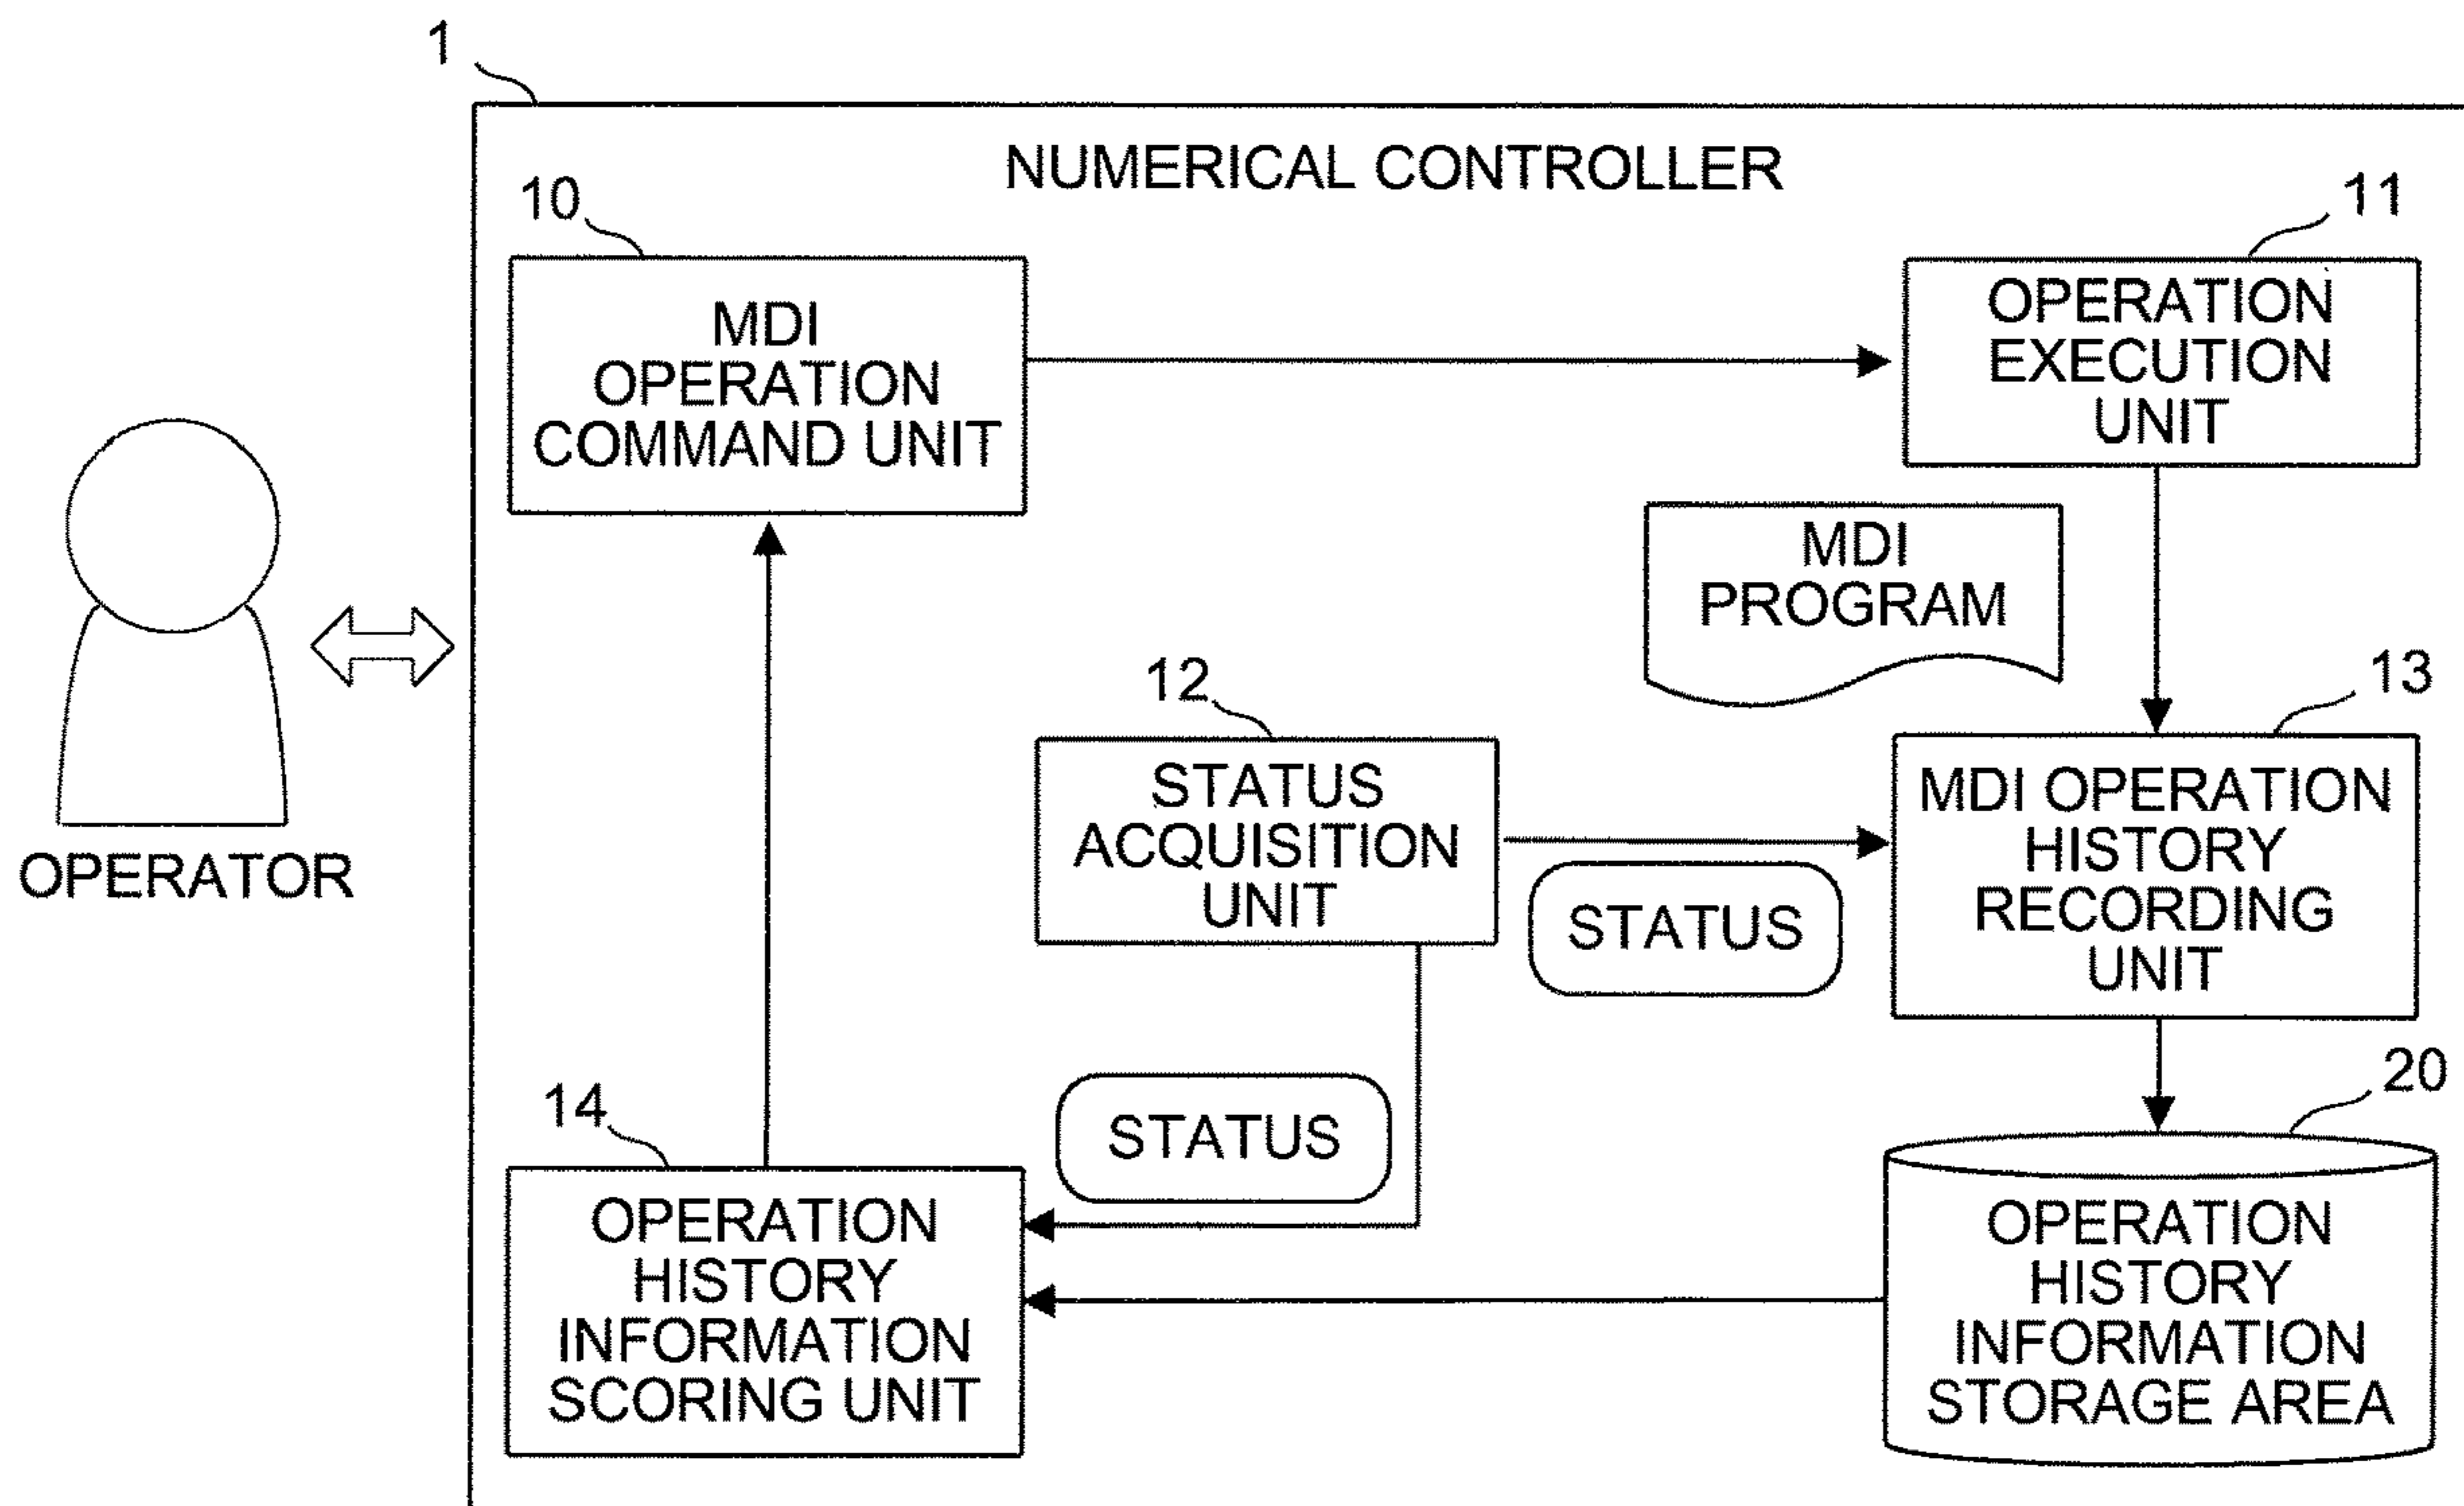 1
NUMERICAL CONTROLLER
10
MDI
OPERATION
COMMAND UNIT
11
OPERATION
EXECUTION
UNIT
MDI
PROGRAM
OPERATOR
12
STATUS
ACQUISITION
UNIT
STATUS
13
MDI OPERATION
HISTORY
RECORDING
UNIT
STATUS
14
OPERATION
HISTORY
INFORMATION
SCORING UNIT
20
OPERATION
HISTORY
INFORMATION
STORAGE AREA